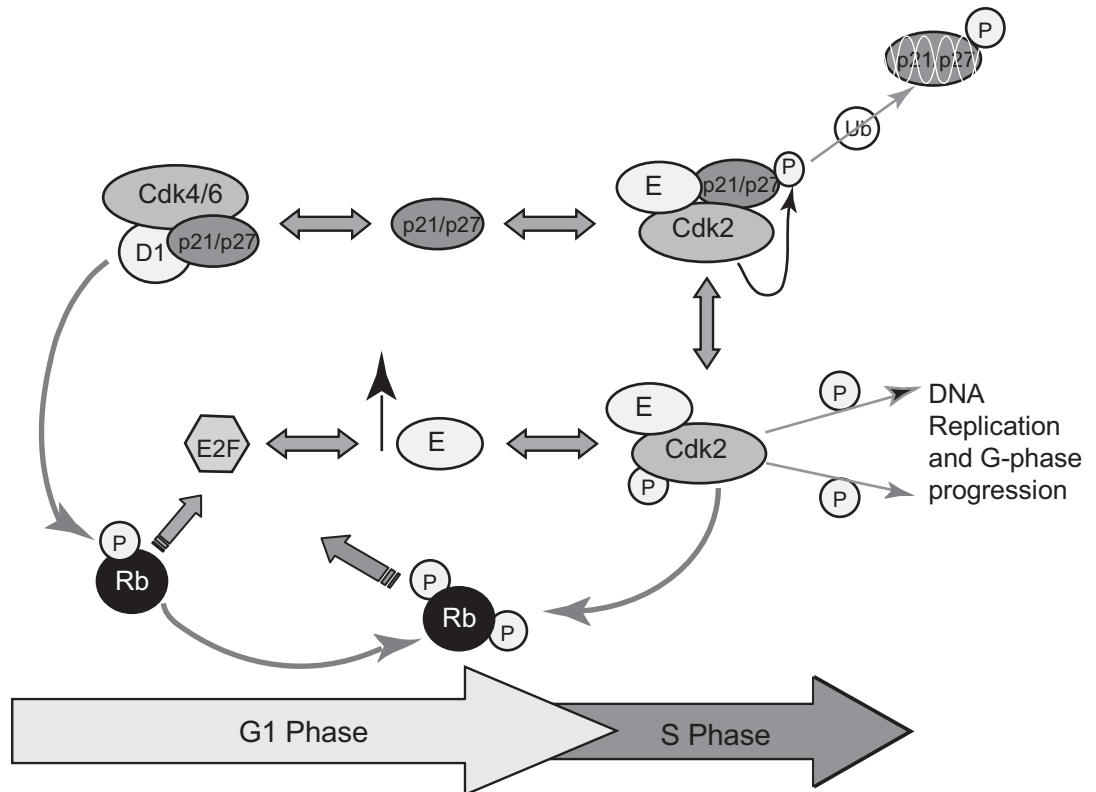 P
p21/p27
Ub
Cdk4/6
D1
p21/p27
p21/p27
E
p21/p27
P
Cdk2
E2F
E
E
Cdk2
P
P
P
DNA
Replication
and G-phase
progression
P
Rb
P
Rb
P
G1 Phase
S Phase